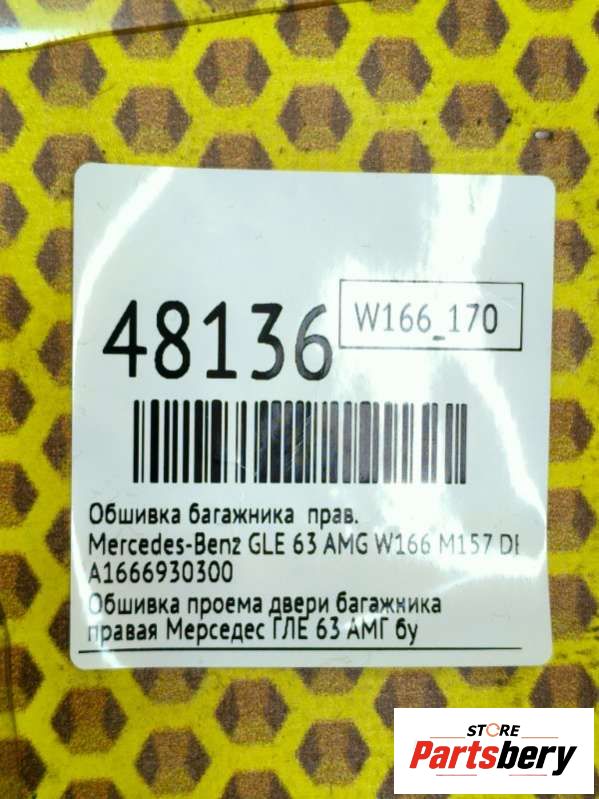 48136
W166_170
Обшивка багажника прав.
Mercedes-Benz GLE 63 AMG W166 M157 DE
A1666930300
Обшивка проема двери багажника
правая Мерседес ГЛЕ 63 АМГ бу
STORE
Partsbery